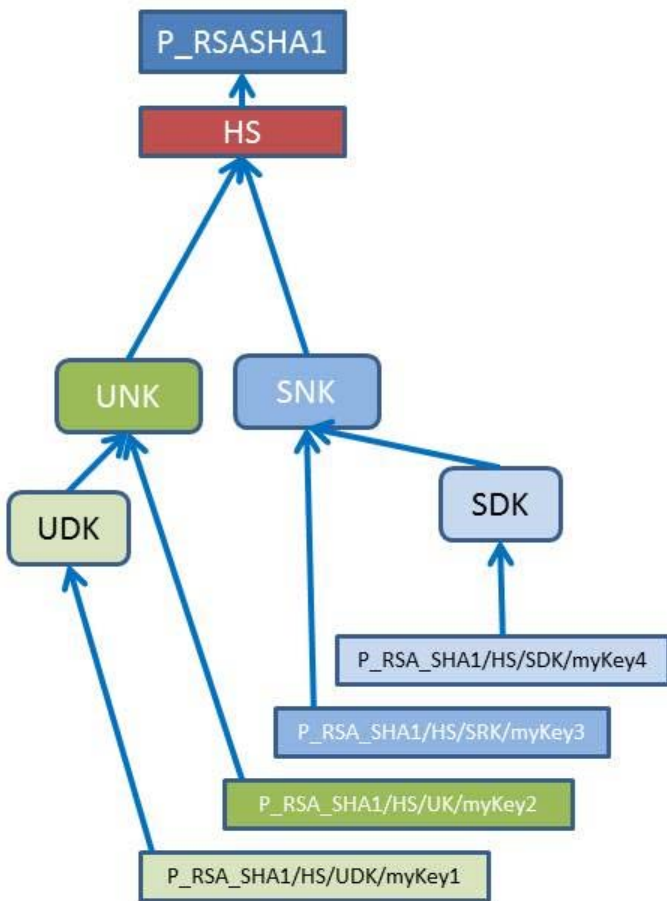 P_RSASHA1
HS
UNK
SNK
UDK
SDK
P_RSA_SHA1/HS/SDK/myKey4
P_RSA_SHA1/HS/SRK/myKey3
P_RSA_SHA1/HS/UK/myKey2
P_RSA_SHA1/HS/UDK/myKey1